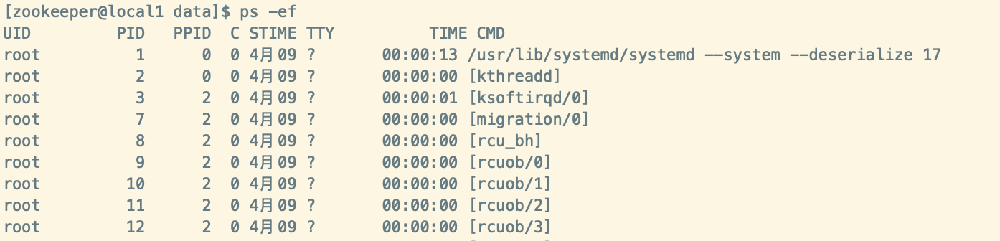 [zookeeper@local1 data]$ ps -ef
UID        PID  PPID  C STIME TTY          TIME CMD
root         1     0  0 4月09 ?        00:00:13 /usr/lib/systemd/systemd --system --deserialize 17
root         2     0  0 4月09 ?        00:00:00 [kthreadd]
root         3     2  0 4月09 ?        00:00:01 [ksoftirqd/0]
root         7     2  0 4月09 ?        00:00:00 [migration/0]
root         8     2  0 4月09 ?        00:00:00 [rcu_bh]
root         9     2  0 4月09 ?        00:00:00 [rcuob/0]
root        10     2  0 4月09 ?        00:00:00 [rcuob/1]
root        11     2  0 4月09 ?        00:00:00 [rcuob/2]
root        12     2  0 4月09 ?        00:00:00 [rcuob/3]